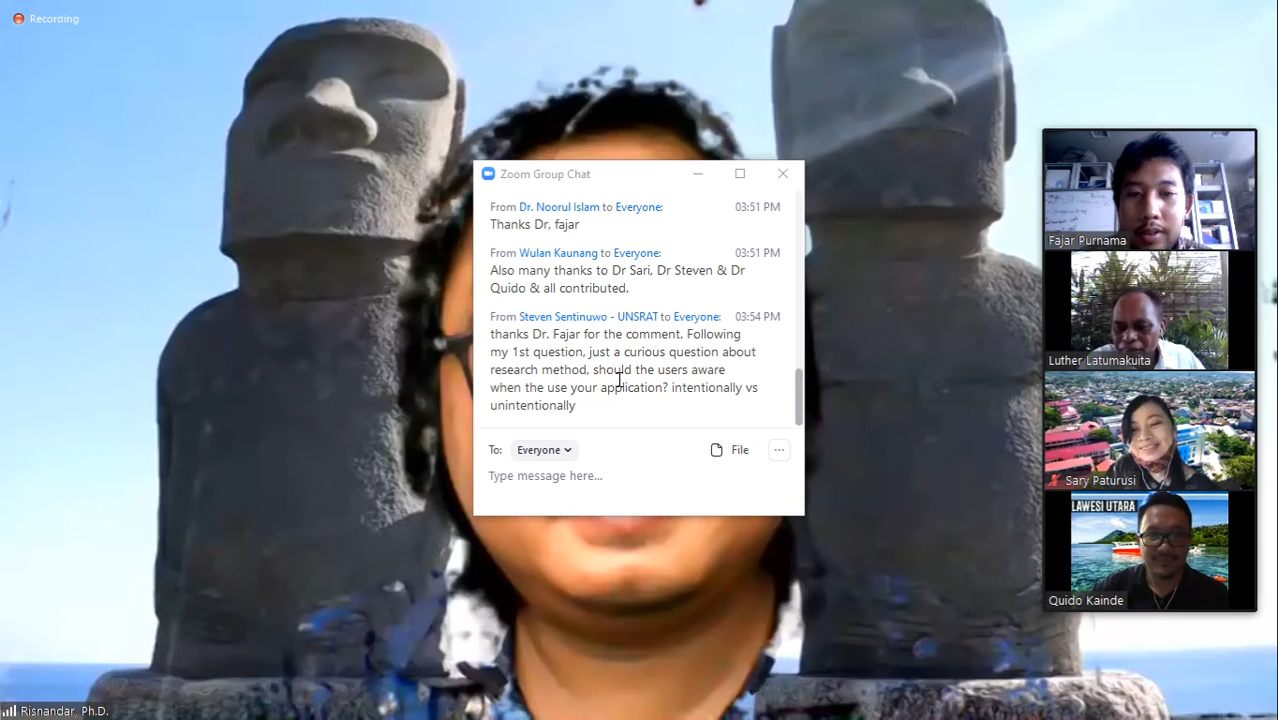 Recording
Zoom Group Chat
From Dr. Noorul Islam to Everyone: 03:51 PM
Thanks Dr, fajar
From Wulan Kaunang to Everyone: 03:51 PM
Also many thanks to Dr Sari, Dr Steven & Dr
Quido & all contributed.
From Steven Sentinuwo - UNSRAT to Everyone: 03:54 PM
thanks Dr. Fajar for the comment. Following
my 1st question, just a curious question about
research method, should the users aware
when the use your application? intentionally vs
unintentionally
To: Everyone File ...
Type message here...
Fajar Purnama
Luther Latumakuita
Sary Paturusi
LAWESI UTARA
Quido Kainde
Risnandar, Ph.D.